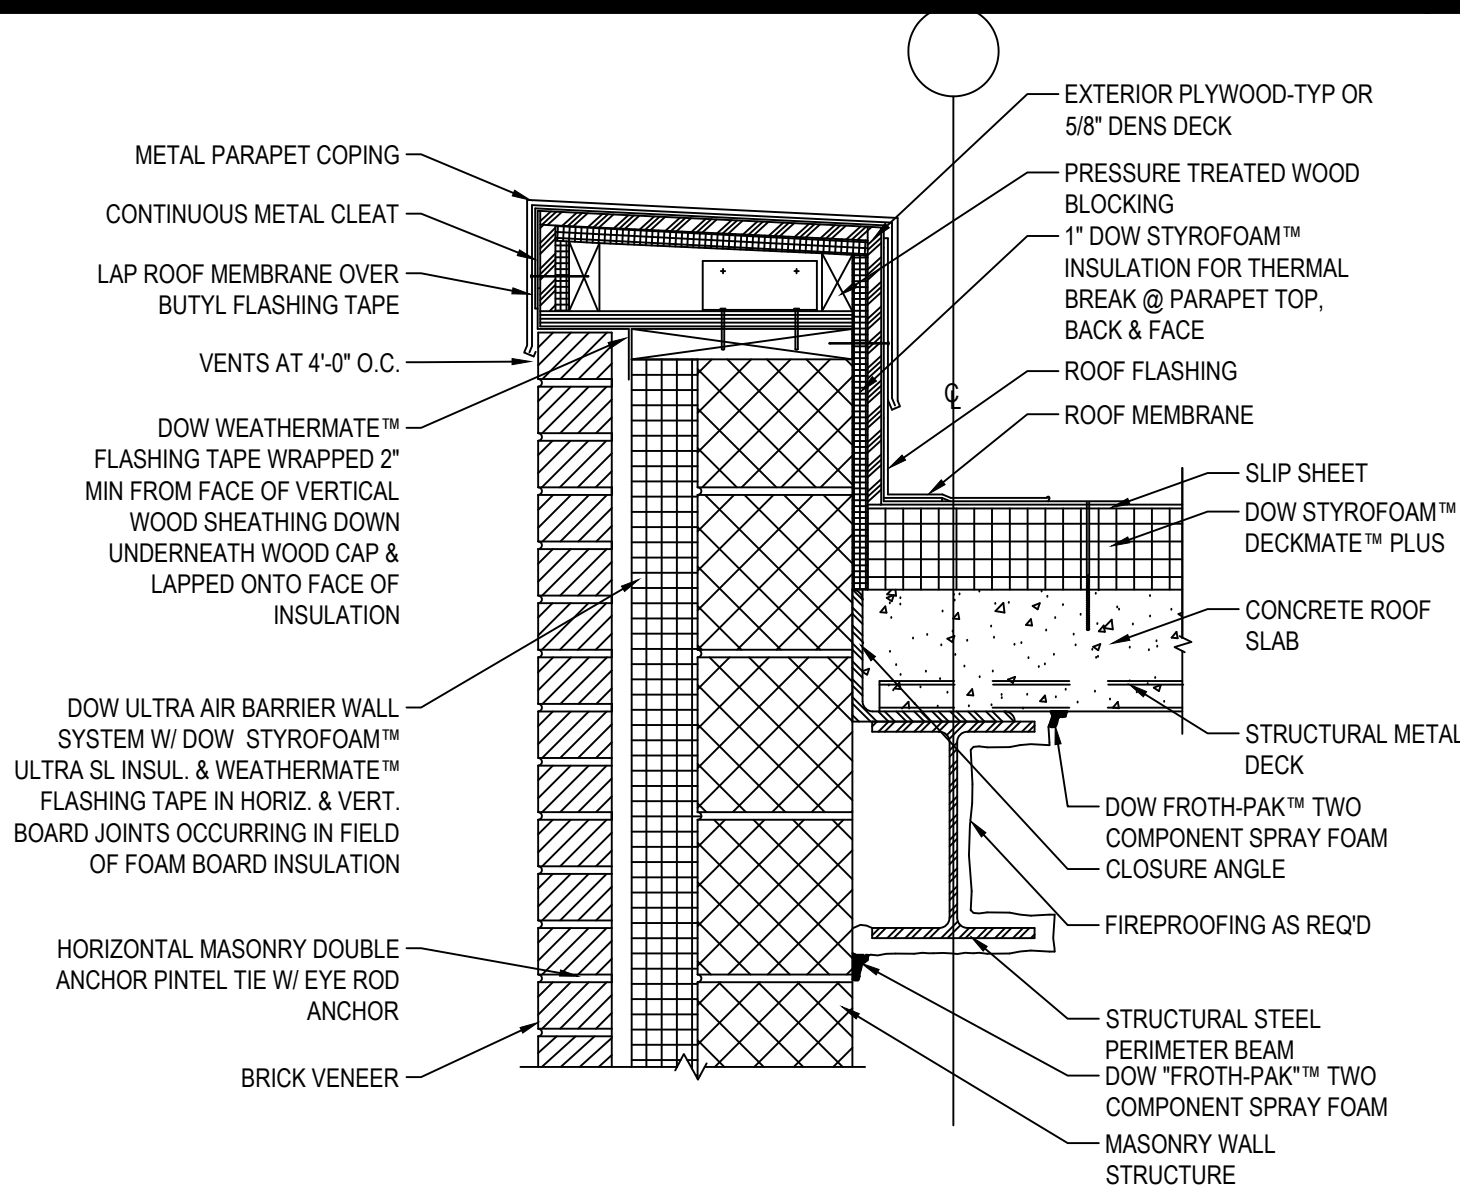 METAL PARAPET COPING
CONTINUOUS METAL CLEAT
LAP ROOF MEMBRANE OVER
BUTYL FLASHING TAPE
VENTS AT 4'-0" O.C.
DOW WEATHERMATE™
FLASHING TAPE WRAPPED 2"
MIN FROM FACE OF VERTICAL
WOOD SHEATHING DOWN
UNDERNEATH WOOD CAP &
LAPPED ONTO FACE OF
INSULATION
DOW ULTRA AIR BARRIER WALL
SYSTEM W/ DOW STYROFOAM™
ULTRA SL INSUL. & WEATHERMATE™
FLASHING TAPE IN HORIZ. & VERT.
BOARD JOINTS OCCURRING IN FIELD
OF FOAM BOARD INSULATION
HORIZONTAL MASONRY DOUBLE
ANCHOR PINTEL TIE W/ EYE ROD
ANCHOR
BRICK VENEER
EXTERIOR PLYWOOD-TYP OR
5/8" DENS DECK
PRESSURE TREATED WOOD
BLOCKING
1" DOW STYROFOAM™
INSULATION FOR THERMAL
BREAK @ PARAPET TOP,
BACK & FACE
ROOF FLASHING
℄
ROOF MEMBRANE
SLIP SHEET
DOW STYROFOAM™
DECKMATE™ PLUS
CONCRETE ROOF
SLAB
STRUCTURAL METAL
DECK
DOW FROTH-PAK™ TWO
COMPONENT SPRAY FOAM
CLOSURE ANGLE
FIREPROOFING AS REQ'D
STRUCTURAL STEEL
PERIMETER BEAM
DOW "FROTH-PAK"™ TWO
COMPONENT SPRAY FOAM
MASONRY WALL
STRUCTURE